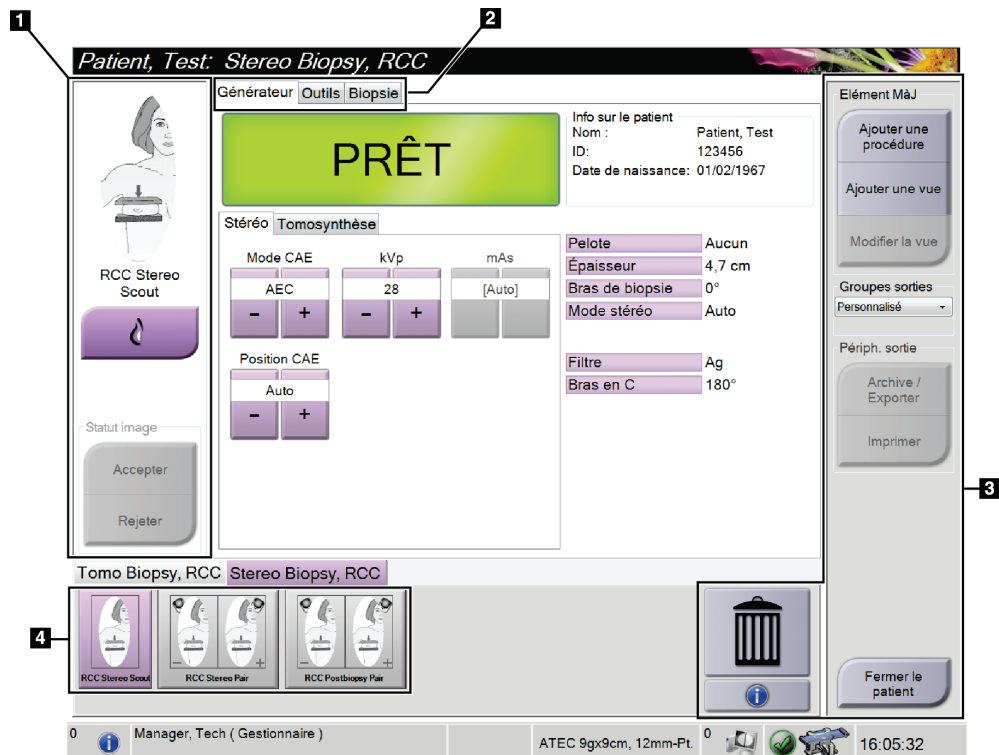 1
2
Patient, Test: Stereo Biopsy, RCC
Générateur Outils Biopsie
PRÊT
Info sur le patient
Nom : Patient, Test
ID: 123456
Date de naissance: 01/02/1967
Elément MàJ
Ajouter une
procédure
Ajouter une vue
Modifier la vue
Groupes sorties
Personnalisé
Périph. sortie
Archive /
Exporter
Imprimer
3
RCC Stereo
Scout
Statut image
Accepter
Rejeter
Stéréo Tomosynthèse
Mode CAE kVp mAs
AEC 28 [Auto]
- + - +
Position CAE
Auto
- +
Pelote Aucun
Épaisseur 4,7 cm
Bras de biopsie 0°
Mode stéréo Auto
Filtre Ag
Bras en C 180°
Tomo Biopsy, RCC Stereo Biopsy, RCC
4
- + - +
RCC Stereo Scout RCC Stereo Pair RCC Postbiopsy Pair
Fermer le
patient
0 Manager, Tech ( Gestionnaire ) ATEC 9gx9cm, 12mm-Pt. 0 16:05:32